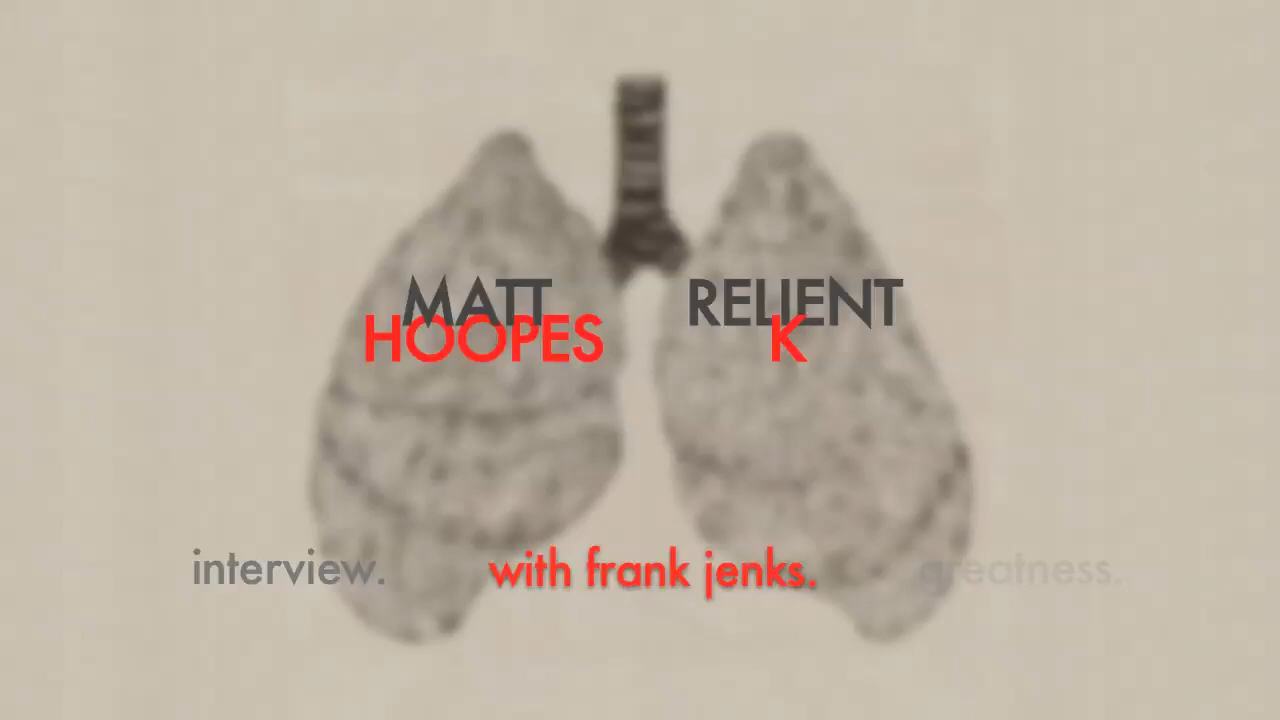 MATT RELIENT
HOOPES K
interview. with frank jenks. greatness.